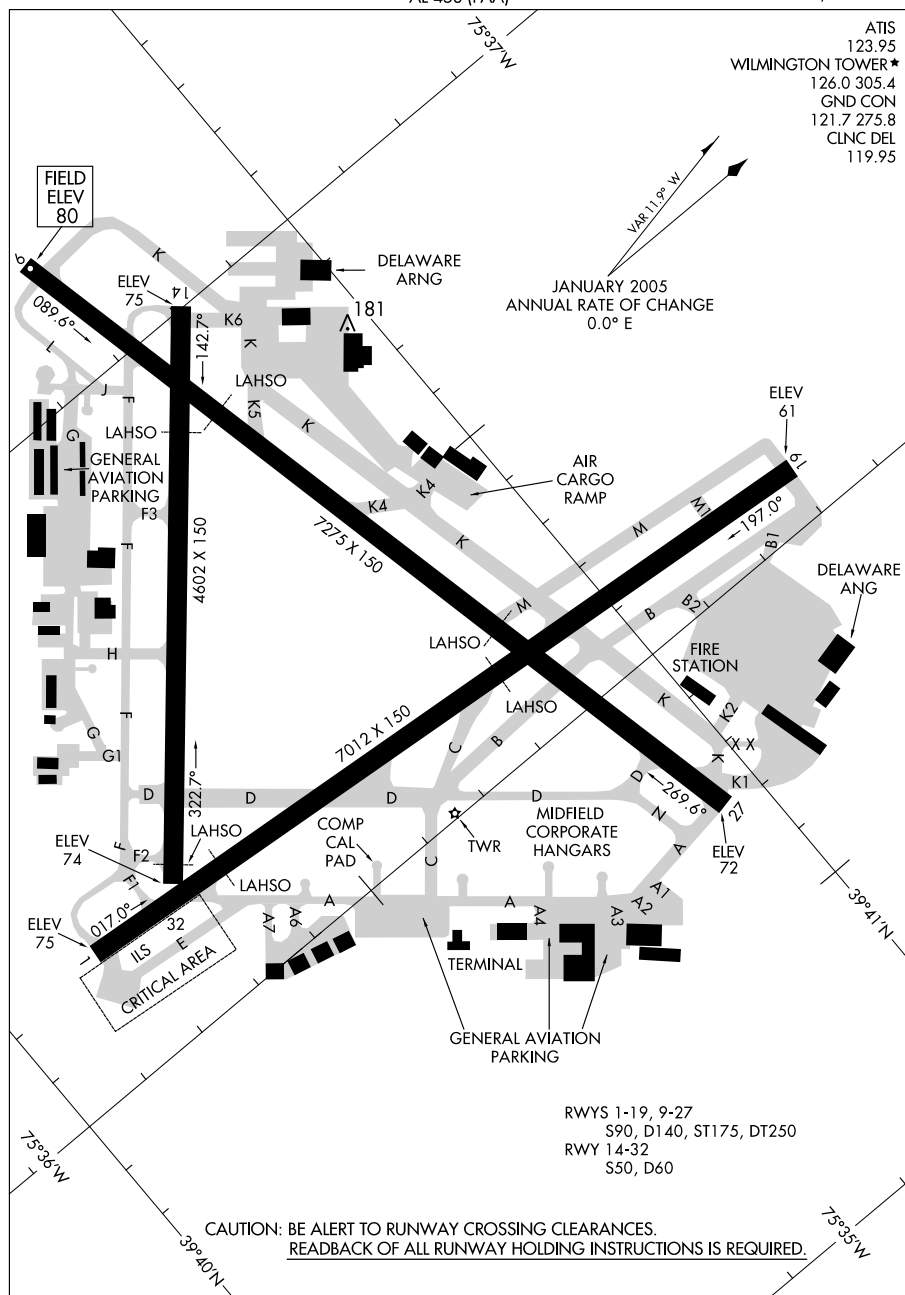 AL-450 (FAA)
ATIS
123.95
WILMINGTON TOWER★
126.0 305.4
GND CON
121.7 275.8
CLNC DEL
119.95
75°37'W
VAR 11.9° W
JANUARY 2005
ANNUAL RATE OF CHANGE
0.0° E
FIELD
ELEV
80
9
089.6°
K
ELEV
75
14
142.7°
DELAWARE
ARNG
181
K6
K
LAHSO
K5
K
L
J
F
LAHSO
G
GENERAL
AVIATION
PARKING
F3
F
4602 X 150
7275 X 150
K4
K4
K
AIR
CARGO
RAMP
ELEV
61
19
197.0°
M
M1
B1
B
B2
M
DELAWARE
ANG
LAHSO
FIRE
STATION
LAHSO
K
K2
X X
K
K1
H
F
G
G1
7012 X 150
C
B
D
322.7°
D
D
D
D
N
269.6°
27
ELEV
72
COMP
CAL
PAD
TWR
MIDFIELD
CORPORATE
HANGARS
ELEV
74
LAHSO
F2
F
F1
LAHSO
C
A
A1
A2
A
A
A3
A4
A6
A7
ELEV
75
017.0°
1
32
ILS
E
CRITICAL AREA
TERMINAL
39°41'N
GENERAL AVIATION
PARKING
RWYS 1-19, 9-27
S90, D140, ST175, DT250
RWY 14-32
S50, D60
75°36'W
39°40'N
75°35'W
CAUTION: BE ALERT TO RUNWAY CROSSING CLEARANCES.
READBACK OF ALL RUNWAY HOLDING INSTRUCTIONS IS REQUIRED.